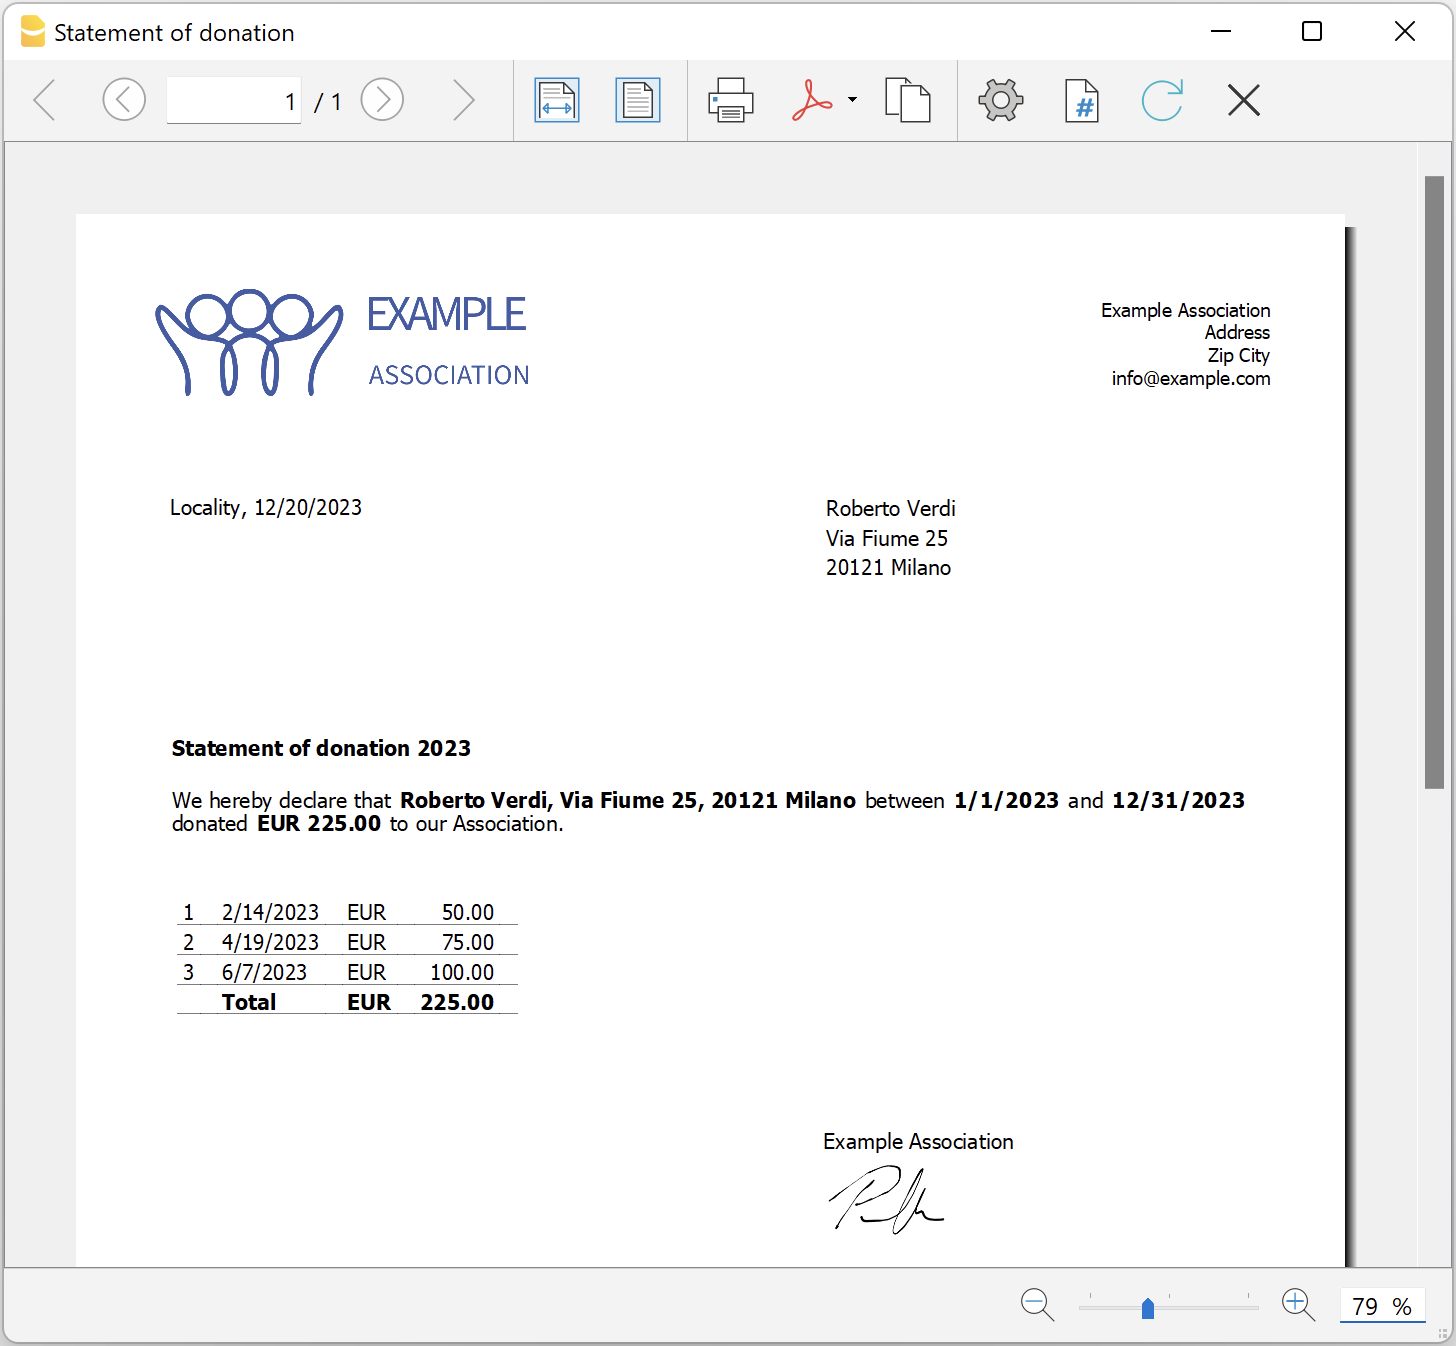 Statement of donation
1 / 1
#
EXAMPLE
ASSOCIATION
Example Association
Address
Zip City
info@example.com
Locality, 12/20/2023
Roberto Verdi
Via Fiume 25
20121 Milano
Statement of donation 2023
We hereby declare that Roberto Verdi, Via Fiume 25, 20121 Milano between 1/1/2023 and 12/31/2023
donated EUR 225.00 to our Association.
1 2/14/2023 EUR 50.00
2 4/19/2023 EUR 75.00
3 6/7/2023 EUR 100.00
Total EUR 225.00
Example Association
79 %